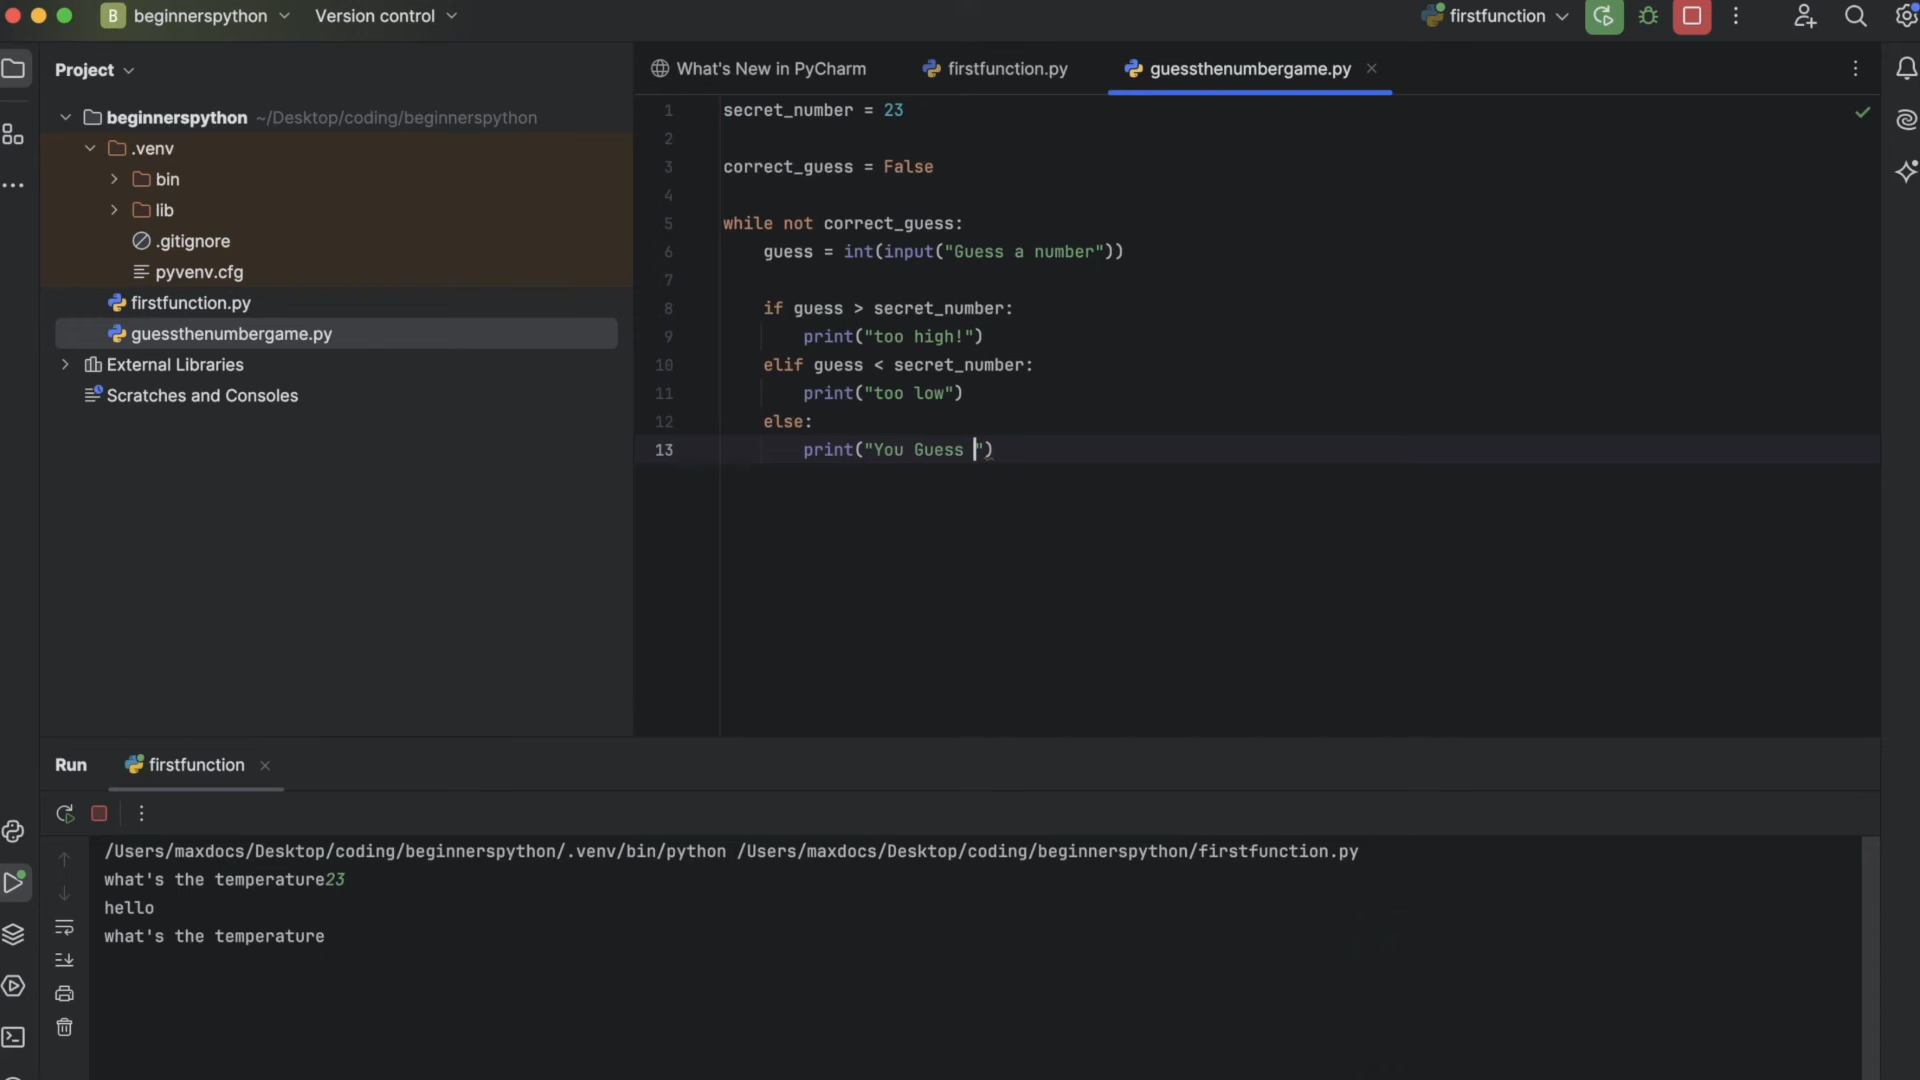 B beginnerspython Version control firstfunction
Project
What's New in PyCharm firstfunction.py guessthenumbergame.py
beginnerspython ~/Desktop/coding/beginnerspython
.venv
bin
lib
.gitignore
pyvenv.cfg
firstfunction.py
guessthenumbergame.py
External Libraries
Scratches and Consoles
1 secret_number = 23
2
3 correct_guess = False
4
5 while not correct_guess:
6 guess = int(input("Guess a number"))
7
8 if guess > secret_number:
9 print("too high!")
10 elif guess < secret_number:
11 print("too low")
12 else:
13 print("You Guess ")
Run firstfunction
/Users/maxdocs/Desktop/coding/beginnerspython/.venv/bin/python /Users/maxdocs/Desktop/coding/beginnerspython/firstfunction.py
what's the temperature23
hello
what's the temperature